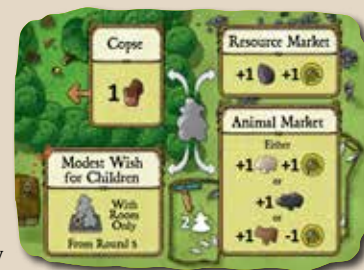 Copse
1
Resource Market
+1 +1
Modest Wish
for Children
With
Room
Only
From Round 5
2
Animal Market
Either
+1 +1
or
+1
or
+1 -1